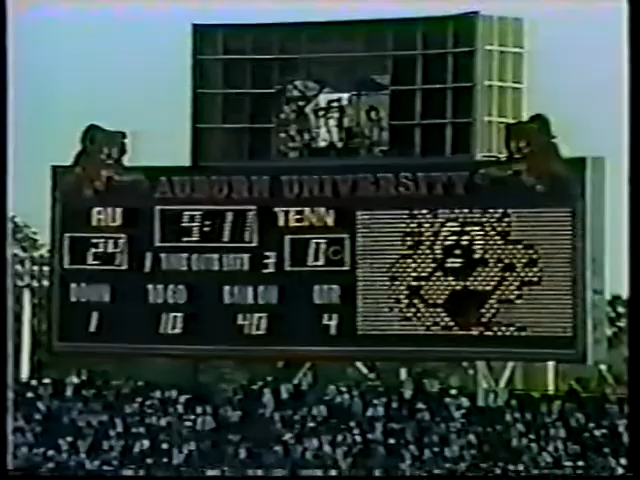 AUBURN UNIVERSITY
AU 9:11 TENN
24 1 TIME OUTS LEFT 3 0
DOWN TO GO BALL ON QTR
1 10 40 4